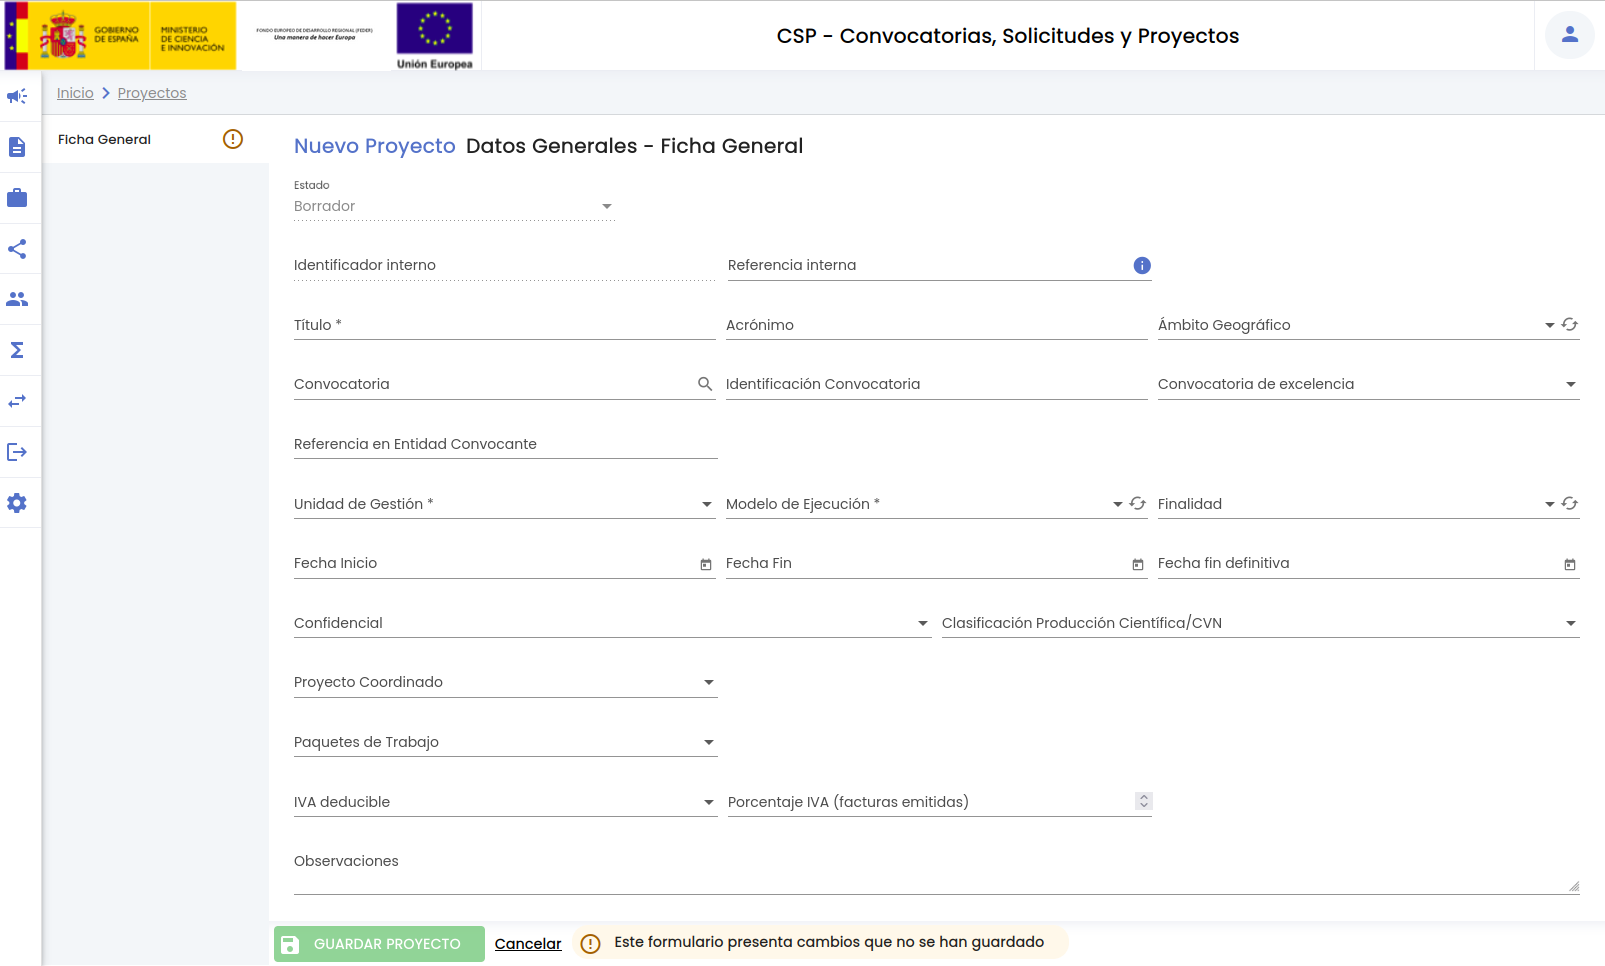 GOBIERNO
DE ESPAÑA
MINISTERIO
DE CIENCIA
E INNOVACIÓN
FONDO EUROPEO DE DESARROLLO REGIONAL (FEDER)
Una manera de hacer Europa
Unión Europea
CSP - Convocatorias, Solicitudes y Proyectos
Inicio Proyectos
Ficha General
Nuevo Proyecto Datos Generales - Ficha General
Estado
Borrador
Identificador interno Referencia interna
Título * Acrónimo Ámbito Geográfico
Convocatoria Identificación Convocatoria Convocatoria de excelencia
Referencia en Entidad Convocante
Unidad de Gestión * Modelo de Ejecución * Finalidad
Fecha Inicio Fecha Fin Fecha fin definitiva
Confidencial Clasificación Producción Científica/CVN
Proyecto Coordinado
Paquetes de Trabajo
IVA deducible Porcentaje IVA (facturas emitidas)
Observaciones
GUARDAR PROYECTO Cancelar Este formulario presenta cambios que no se han guardado